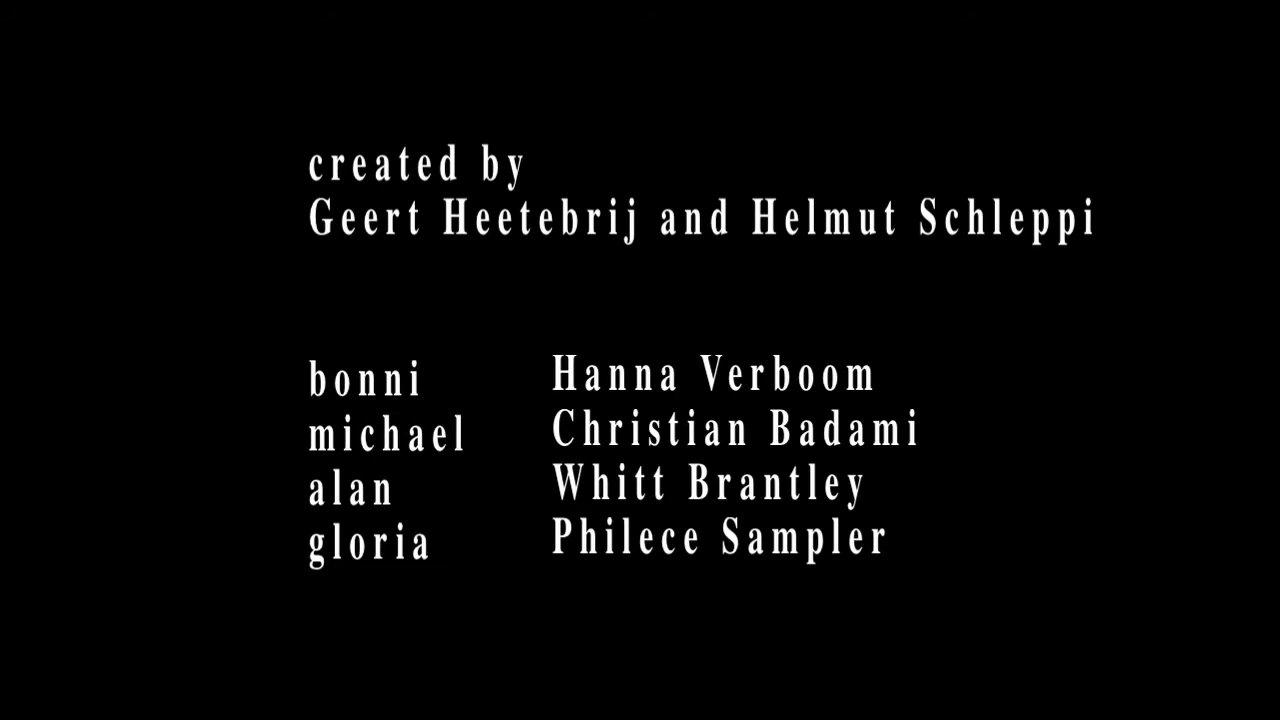 created by
Geert Heetebrij and Helmut Schleppi
bonni Hanna Verboom
michael Christian Badami
alan Whitt Brantley
gloria Philece Sampler